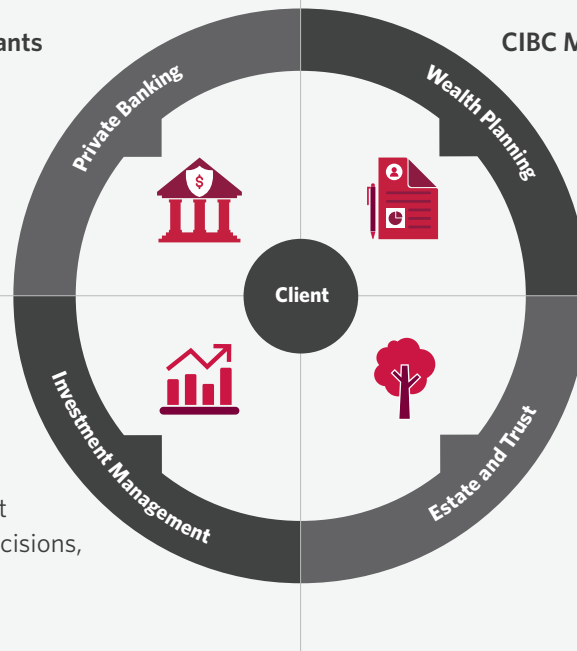 ants
CIBC M
Private Banking
Wealth Planning
$
Client
Investment Management
Estate and Trust
t
cisions,